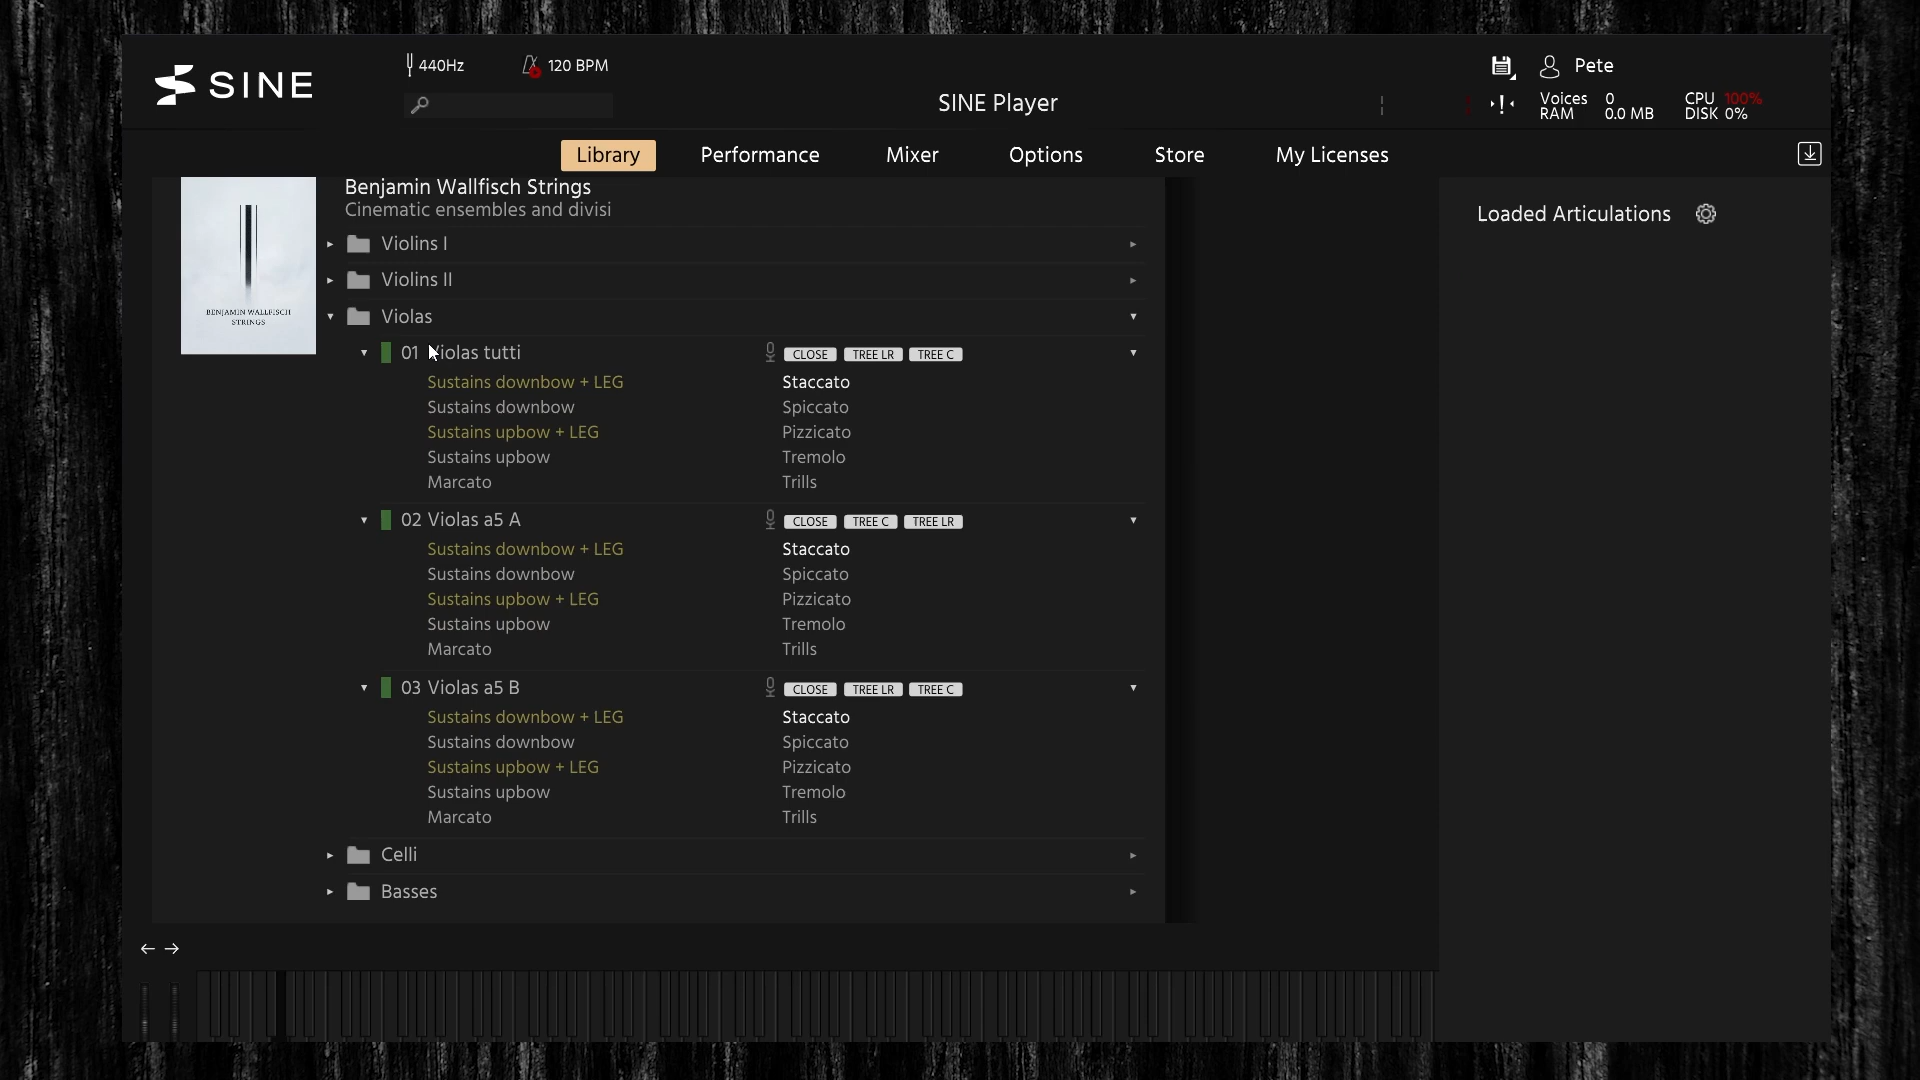 SINE
440Hz
120 BPM
SINE Player
Pete
Voices 0
RAM 0.0 MB
CPU 100%
DISK 0%
Library
Performance
Mixer
Options
Store
My Licenses
BENJAMIN WALLFISCH
STRINGS
Benjamin Wallfisch Strings
Cinematic ensembles and divisi
Violins I
Violins II
Violas
01 Violas tutti
CLOSE TREE LR TREE C
Sustains downbow + LEG
Sustains downbow
Sustains upbow + LEG
Sustains upbow
Marcato
Staccato
Spiccato
Pizzicato
Tremolo
Trills
02 Violas a5 A
CLOSE TREE C TREE LR
Sustains downbow + LEG
Sustains downbow
Sustains upbow + LEG
Sustains upbow
Marcato
Staccato
Spiccato
Pizzicato
Tremolo
Trills
03 Violas a5 B
CLOSE TREE LR TREE C
Sustains downbow + LEG
Sustains downbow
Sustains upbow + LEG
Sustains upbow
Marcato
Staccato
Spiccato
Pizzicato
Tremolo
Trills
Celli
Basses
Loaded Articulations